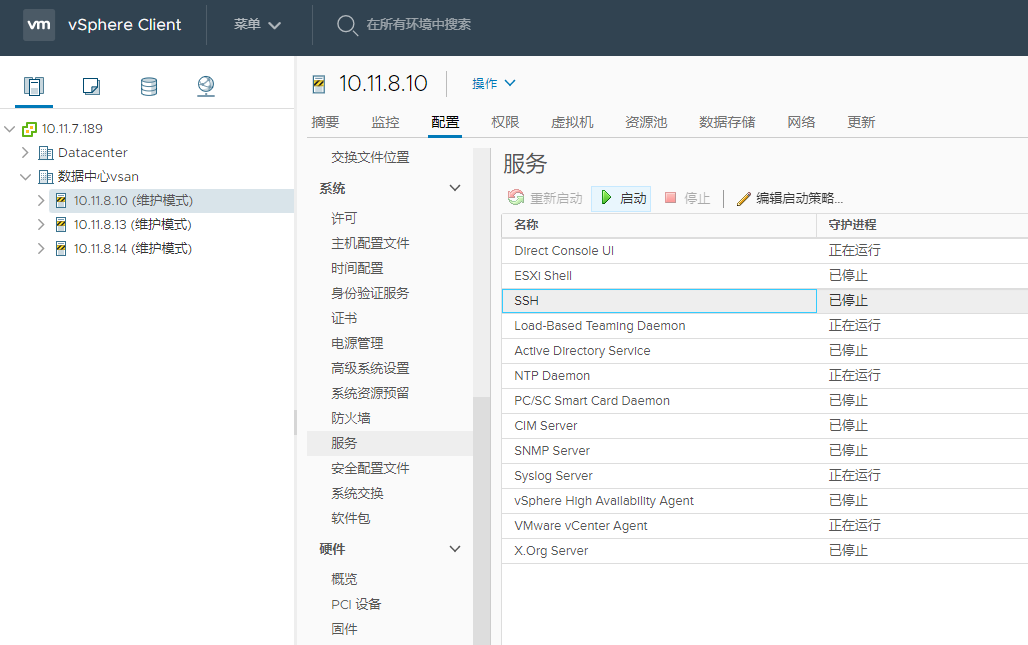 vm vSphere Client 菜单 在所有环境中搜索
10.11.7.189
Datacenter
数据中心vsan
10.11.8.10 (维护模式)
10.11.8.13 (维护模式)
10.11.8.14 (维护模式)
10.11.8.10 操作
摘要 监控 配置 权限 虚拟机 资源池 数据存储 网络 更新
交换文件位置
系统
许可
主机配置文件
时间配置
身份验证服务
证书
电源管理
高级系统设置
系统资源预留
防火墙
服务
安全配置文件
系统交换
软件包
硬件
概览
PCI 设备
固件
服务
重新启动 启动 停止 编辑启动策略...
名称 守护进程
Direct Console UI 正在运行
ESXi Shell 已停止
SSH 已停止
Load-Based Teaming Daemon 正在运行
Active Directory Service 已停止
NTP Daemon 正在运行
PC/SC Smart Card Daemon 已停止
CIM Server 已停止
SNMP Server 已停止
Syslog Server 正在运行
vSphere High Availability Agent 已停止
VMware vCenter Agent 正在运行
X.Org Server 已停止